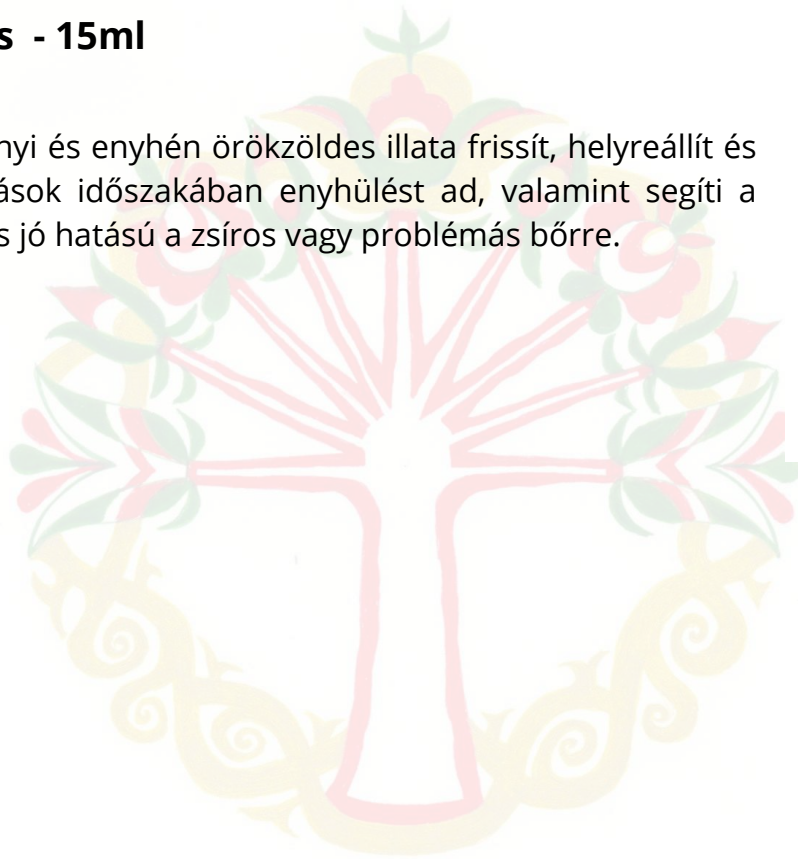 s - 15ml
nyi és enyhén örökzöldes illata frissít, helyreállít és
ások időszakában enyhülést ad, valamint segíti a
s jó hatású a zsíros vagy problémás bőrre.